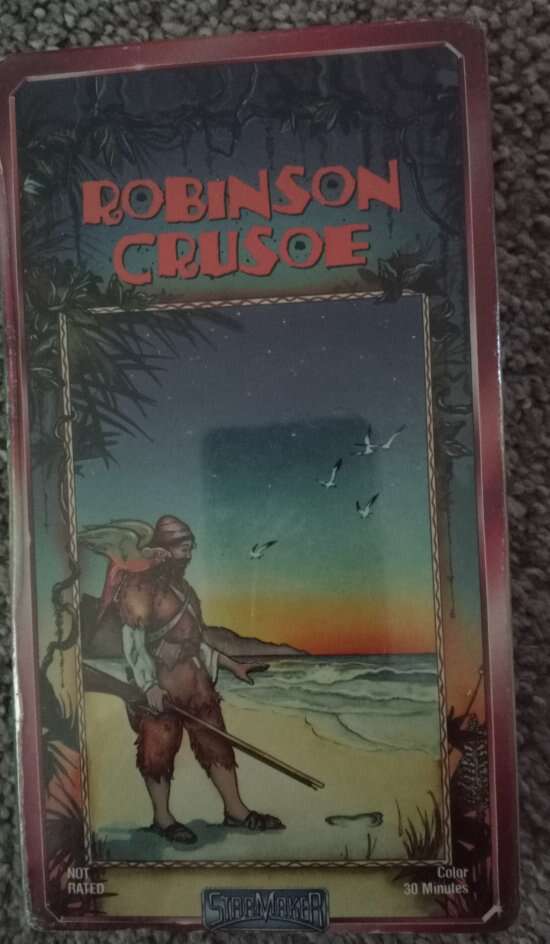 ROBINSON
CRUSOE
NOT
RATED
Color
30 Minutes
STARMAKER